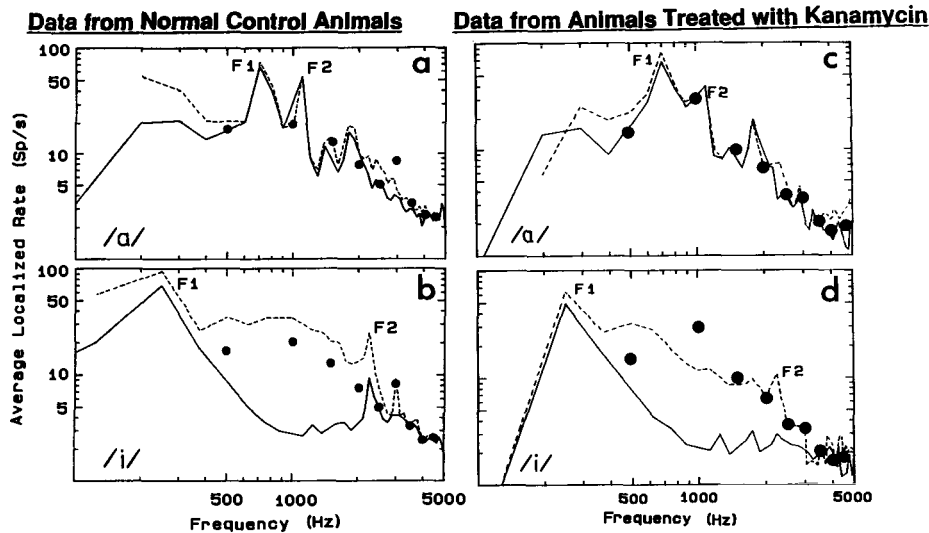 Data from Normal Control Animals
Data from Animals Treated with Kanamycin
Average Localized Rate (Sp/s)
100
50
10
5
F1
F2
a
/a/
F1
F2
c
/a/
100
50
10
5
F1
F2
b
/i/
F1
F2
d
/i/
500
1000
5000
500
1000
5000
Frequency (Hz)
Frequency (Hz)